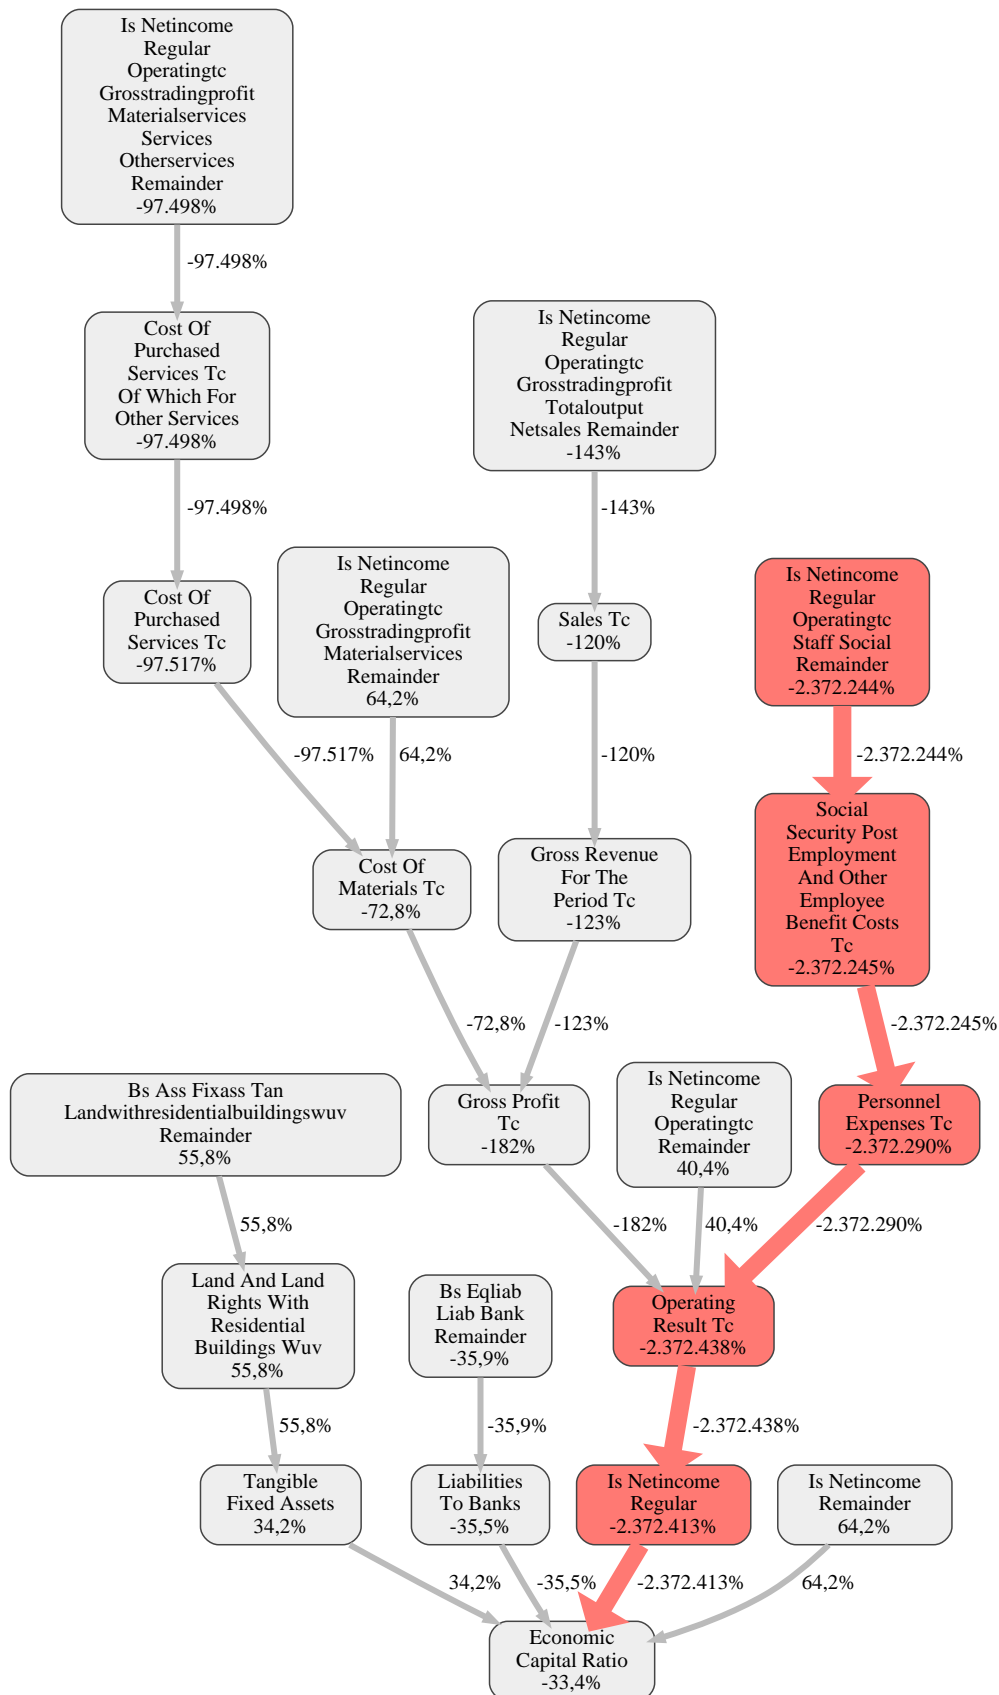 Is Netincome
Regular
Operatingtc
Grosstradingprofit
Materialservices
Services
Otherservices
Remainder
-97.498%
-97.498%
Cost Of
Purchased
Services Tc
Of Which For
Other Services
-97.498%
Is Netincome
Regular
Operatingtc
Grosstradingprofit
Totaloutput
Netsales Remainder
-143%
-97.498%
-143%
Cost Of
Purchased
Services Tc
-97.517%
Is Netincome
Regular
Operatingtc
Grosstradingprofit
Materialservices
Remainder
64,2%
Sales Tc
-120%
Is Netincome
Regular
Operatingtc
Staff Social
Remainder
-2.372.244%
-97.517%
64,2%
-120%
-2.372.244%
Cost Of
Materials Tc
-72,8%
Gross Revenue
For The
Period Tc
-123%
Social
Security Post
Employment
And Other
Employee
Benefit Costs
Tc
-2.372.245%
-72,8%
-123%
-2.372.245%
Bs Ass Fixass Tan
Landwithresidentialbuildingswuv
Remainder
55,8%
Gross Profit
Tc
-182%
Is Netincome
Regular
Operatingtc
Remainder
40,4%
Personnel
Expenses Tc
-2.372.290%
55,8%
-182%
40,4%
-2.372.290%
Land And Land
Rights With
Residential
Buildings Wuv
55,8%
Bs Eqliab
Liab Bank
Remainder
-35,9%
Operating
Result Tc
-2.372.438%
55,8%
-35,9%
-2.372.438%
Tangible
Fixed Assets
34,2%
Liabilities
To Banks
-35,5%
Is Netincome
Regular
-2.372.413%
Is Netincome
Remainder
64,2%
34,2%
-35,5%
-2.372.413%
64,2%
Economic
Capital Ratio
-33,4%